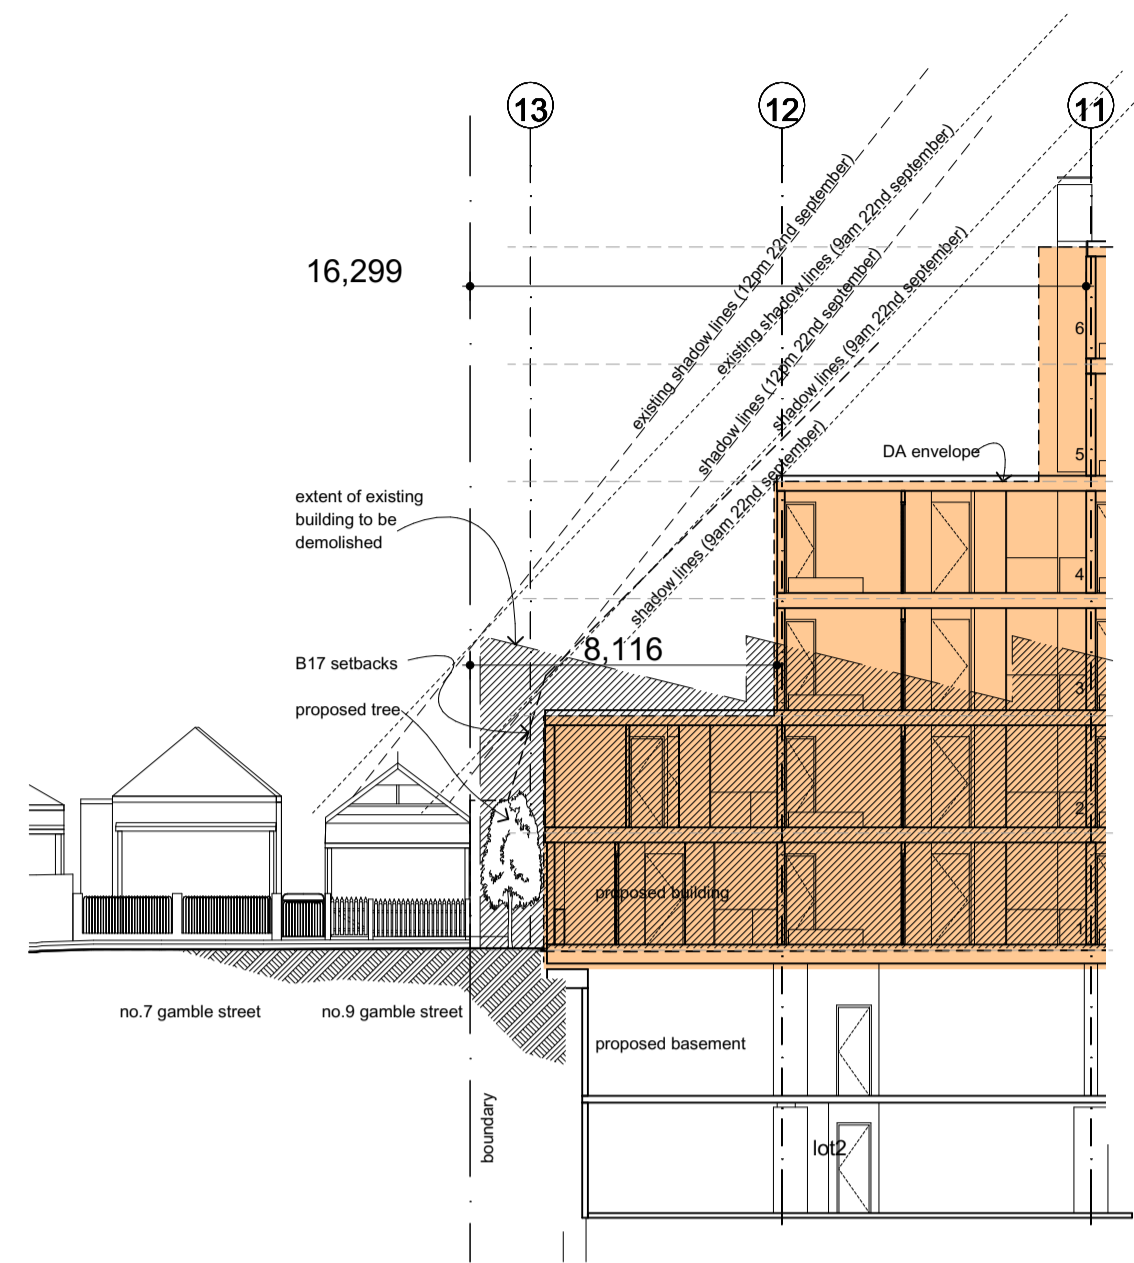 13
12
11
existing shadow lines (12pm 22nd september)
existing shadow lines (9am 22nd september)
shadow lines (12pm 22nd september)
shadow lines (9am 22nd september)
shadow lines (9am 22nd september)
16,299
6
DA envelope
5
extent of existing
building to be
demolished
4
8,116
B17 setbacks
3
proposed tree
2
proposed building
1
no.7 gamble street
no.9 gamble street
proposed basement
boundary
lot2